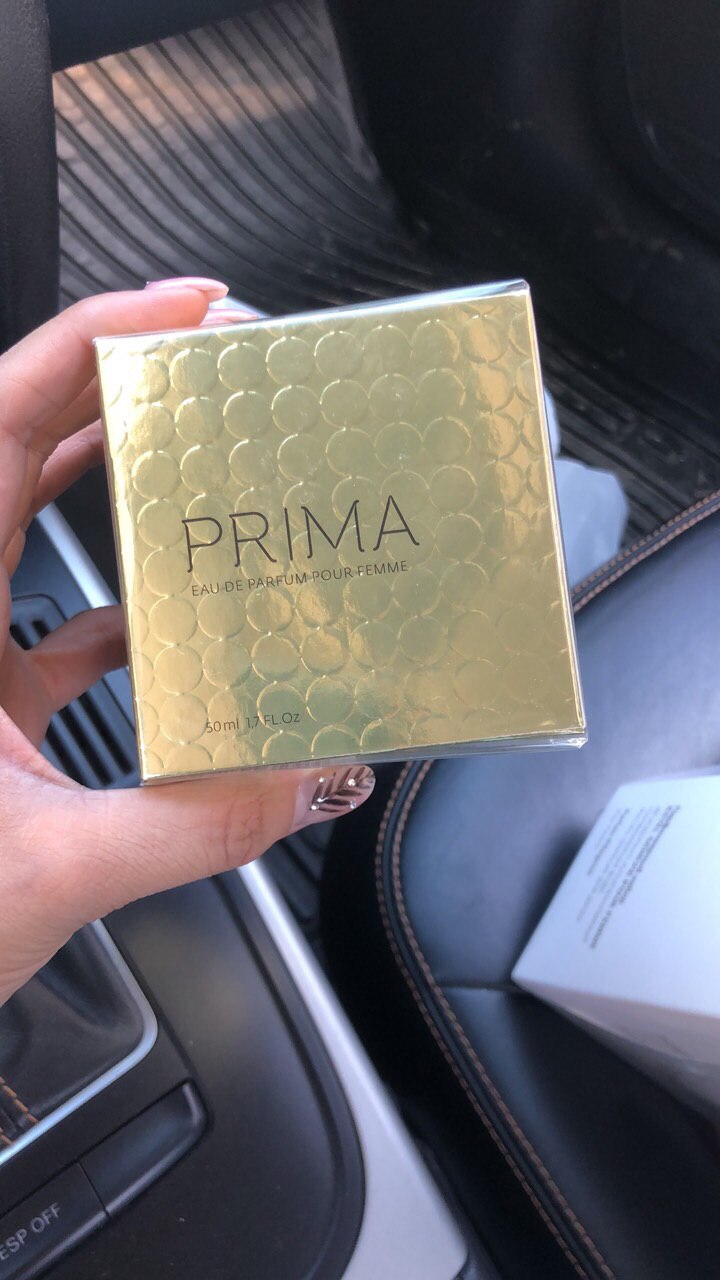 PRIMA
EAU DE PARFUM POUR FEMME
50ml 1,7 FL.Oz
ESP OFF